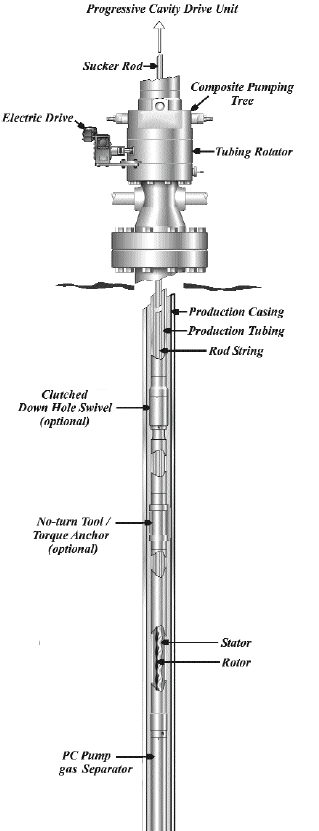 Progressive Cavity Drive Unit
Sucker Rod
Composite Pumping
Tree
Electric Drive
Tubing Rotator
Production Casing
Production Tubing
Rod String
Clutched
Down Hole Swivel
(optional)
No-turn Tool /
Torque Anchor
(optional)
Stator
Rotor
PC Pump
gas Separator